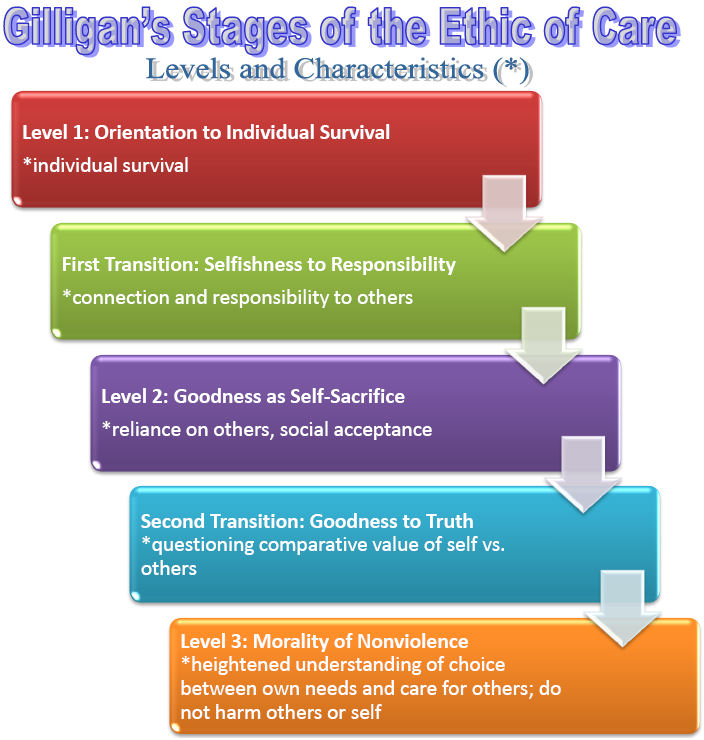 Gilligan's Stages of the Ethic of Care
Levels and Characteristics (*)
Level 1: Orientation to Individual Survival
*individual survival
First Transition: Selfishness to Responsibility
*connection and responsibility to others
Level 2: Goodness as Self-Sacrifice
*reliance on others, social acceptance
Second Transition: Goodness to Truth
*questioning comparative value of self vs.
others
Level 3: Morality of Nonviolence
*heightened understanding of choice
between own needs and care for others; do
not harm others or self